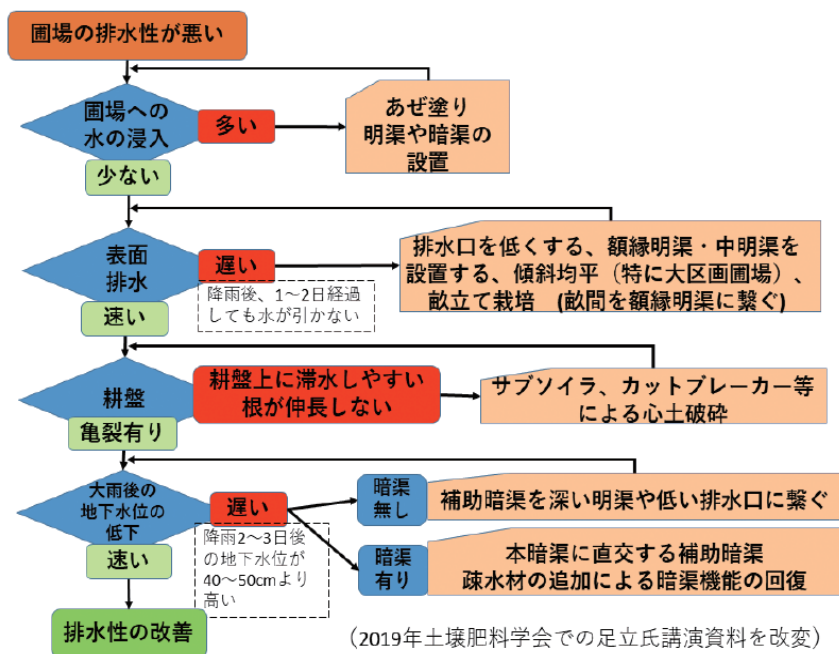 圃場の排水性が悪い
圃場への
水の浸入
多い
あぜ塗り
明渠や暗渠の
設置
少ない
表面
排水
遅い
降雨後、1～2日経過
しても水が引かない
排水口を低くする、額縁明渠・中明渠を
設置する、傾斜均平（特に大区画圃場）、
畝立て栽培 (畝間を額縁明渠に繋ぐ)
速い
耕盤
耕盤上に滞水しやすい
根が伸長しない
サブソイラ、カットブレーカー等
による心土破砕
亀裂有り
大雨後の
地下水位の
低下
遅い
降雨2～3日後
の地下水位が
40～50cmより
高い
暗渠
無し
補助暗渠を深い明渠や低い排水口に繋ぐ
暗渠
有り
本暗渠に直交する補助暗渠
疎水材の追加による暗渠機能の回復
速い
排水性の改善
（2019年土壌肥料学会での足立氏講演資料を改変）